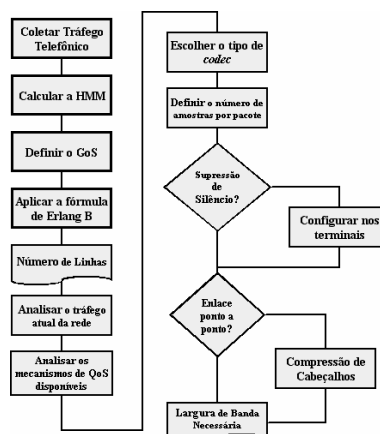 Coletar Tráfego
Telefônico
Calcular a HMM
Definir o GoS
Aplicar a fórmula
de Erlang B
Número de Linhas
Analisar o tráfego
atual da rede
Analisar os
mecanismos de QoS
disponíveis
Escolher o tipo de
codec
Definir o número de
amostras por pacote
Supressão
de
Silêncio?
Configurar nos
terminais
Enlace
ponto a
ponto?
Compressão de
Cabeçalhos
Largura de Banda
Necessária